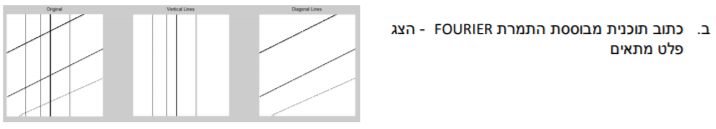 Original
Vertical Lines
Diagonal Lines
ב. כתוב תוכנית מבוססת התמרת FOURIER - הצג
פלט מתאים